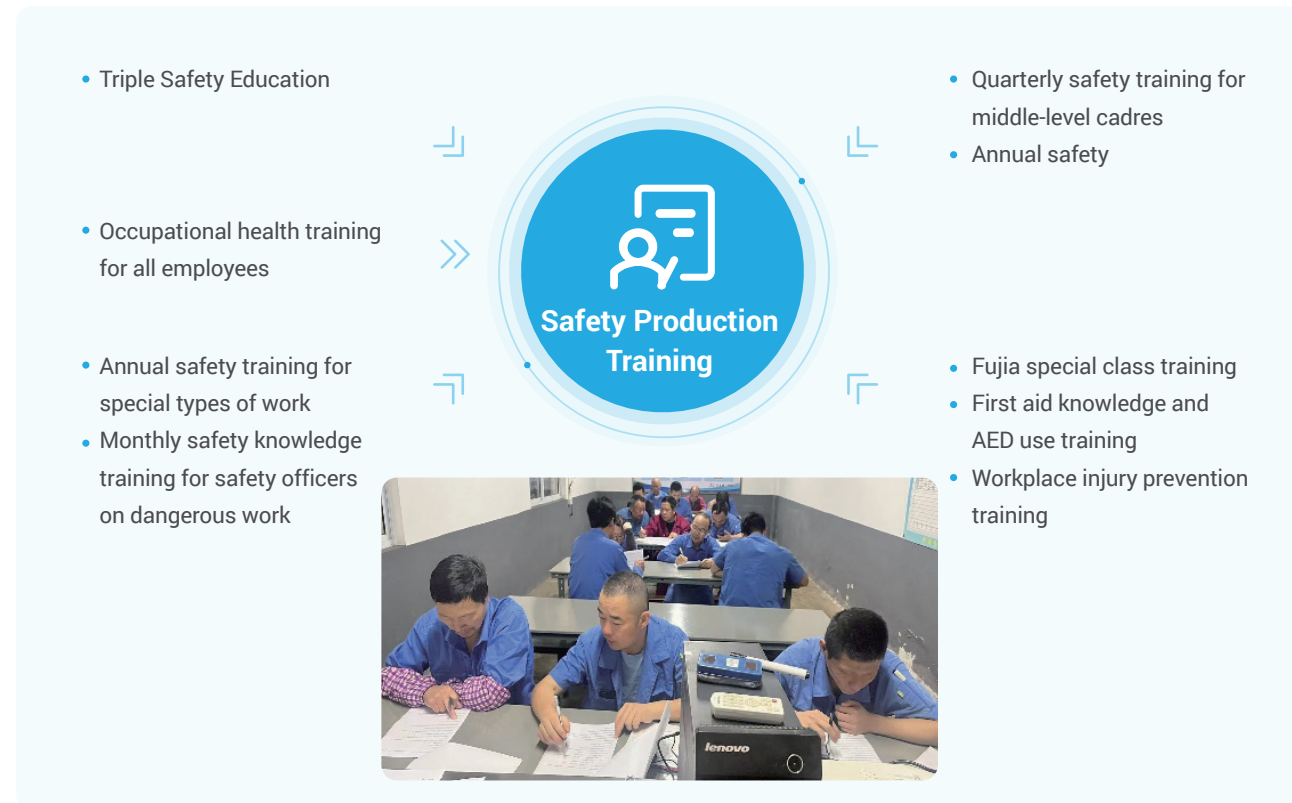 Triple Safety Education
Occupational health training
for all employees
Annual safety training for
special types of work
Monthly safety knowledge
training for safety officers
on dangerous work
Safety Production
Training
Quarterly safety training for
middle-level cadres
Annual safety
Fujia special class training
First aid knowledge and
AED use training
Workplace injury prevention
training
lenovo